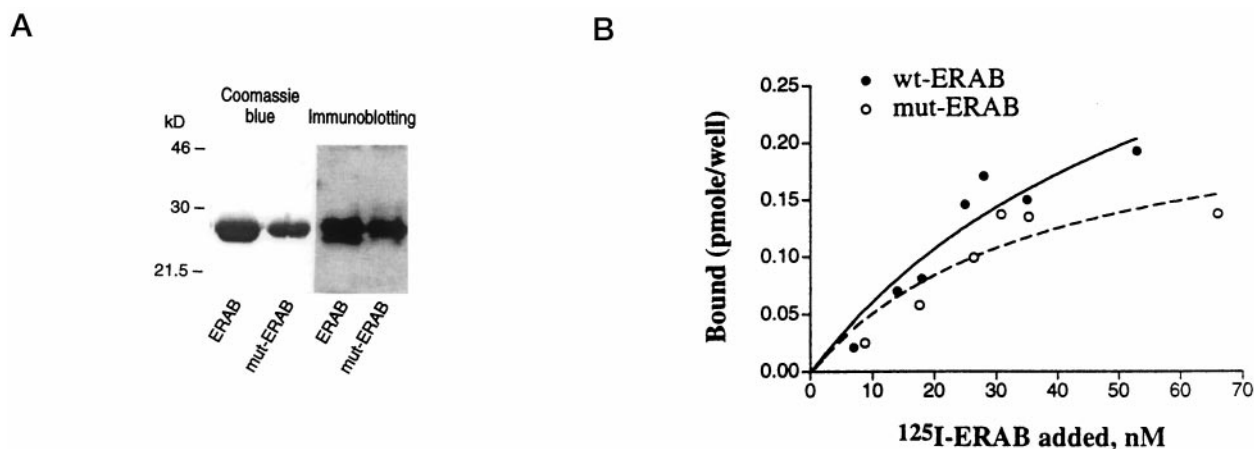 A
Coomassie
blue
Immunoblotting
kD
46 –
30 –
21.5 –
ERAB
mut-ERAB
ERAB
mut-ERAB
B
Bound (pmole/well)
0.25
0.20
0.15
0.10
0.05
0.00
wt-ERAB
mut-ERAB
0 10 20 30 40 50 60 70
¹²⁵I-ERAB added, nM